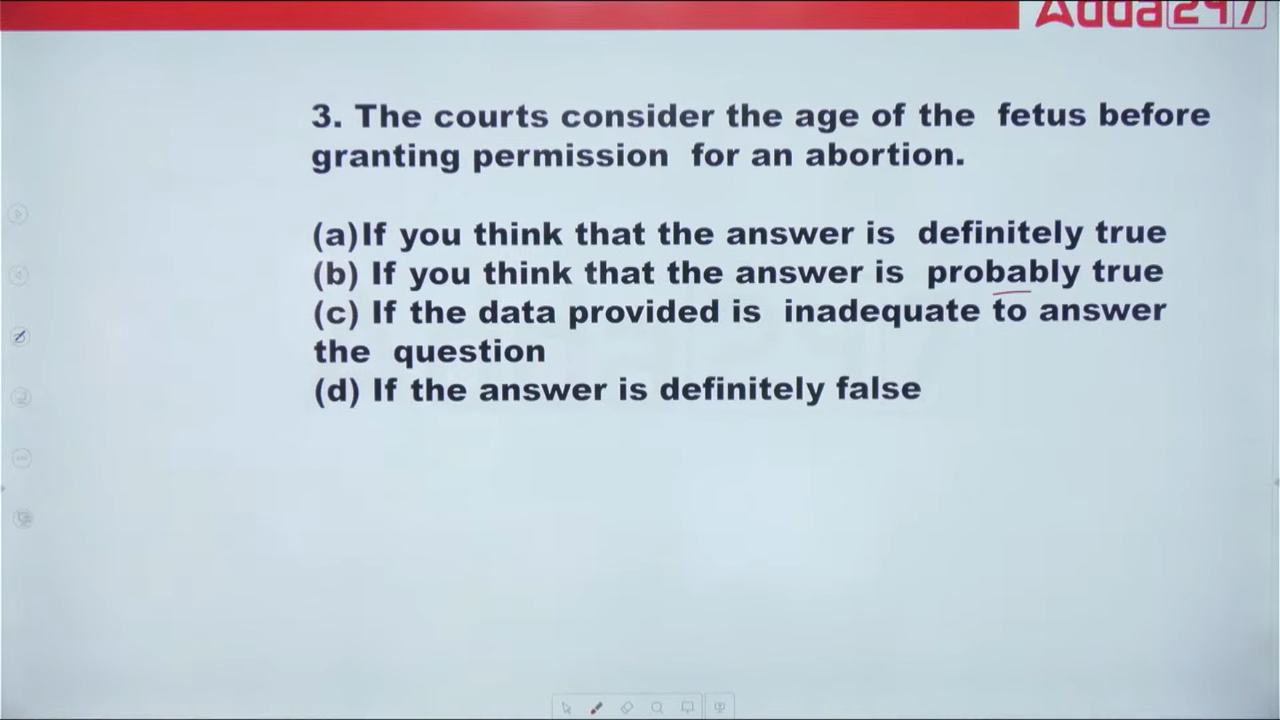 Adda247
3. The courts consider the age of the fetus before
granting permission for an abortion.
(a)If you think that the answer is definitely true
(b) If you think that the answer is probably true
(c) If the data provided is inadequate to answer
the question
(d) If the answer is definitely false